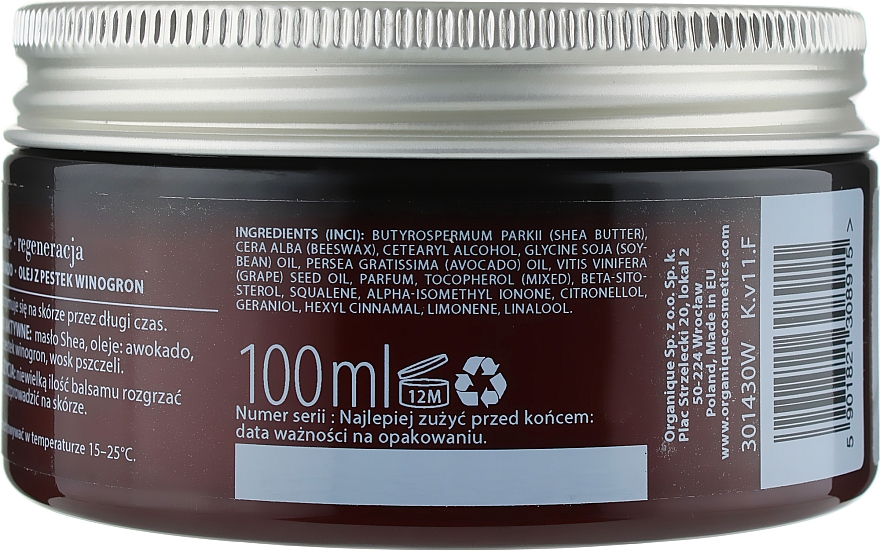 regeneracja
OLEJ Z PESTEK WINOGRON
się na skórze przez długi czas.
masło Shea, oleje: awokado,
winogron, wosk pszczeli.
niewielką ilość balsamu rozgrzać
na skórze.
w temperaturze 15–25°C.
INGREDIENTS (INCI): BUTYROSPERMUM PARKII (SHEA BUTTER),
CERA ALBA (BEESWAX), CETEARYL ALCOHOL, GLYCINE SOJA (SOY-
BEAN) OIL, PERSEA GRATISSIMA (AVOCADO) OIL, VITIS VINIFERA
(GRAPE) SEED OIL, PARFUM, TOCOPHEROL (MIXED), BETA-SITO-
STEROL, SQUALENE, ALPHA-ISOMETHYL IONONE, CITRONELLOL,
GERANIOL, HEXYL CINNAMAL, LIMONENE, LINALOOL.
100ml
12M
Numer serii : Najlepiej zużyć przed końcem:
data ważności na opakowaniu.
Organique Sp. z o.o. Sp. k.
Plac Strzelecki 20, lokal 2
50-224 Wrocław
Poland, Made in EU
www.organiquecosmetics.com
301430W K.v11.F
5 901821 308915 >